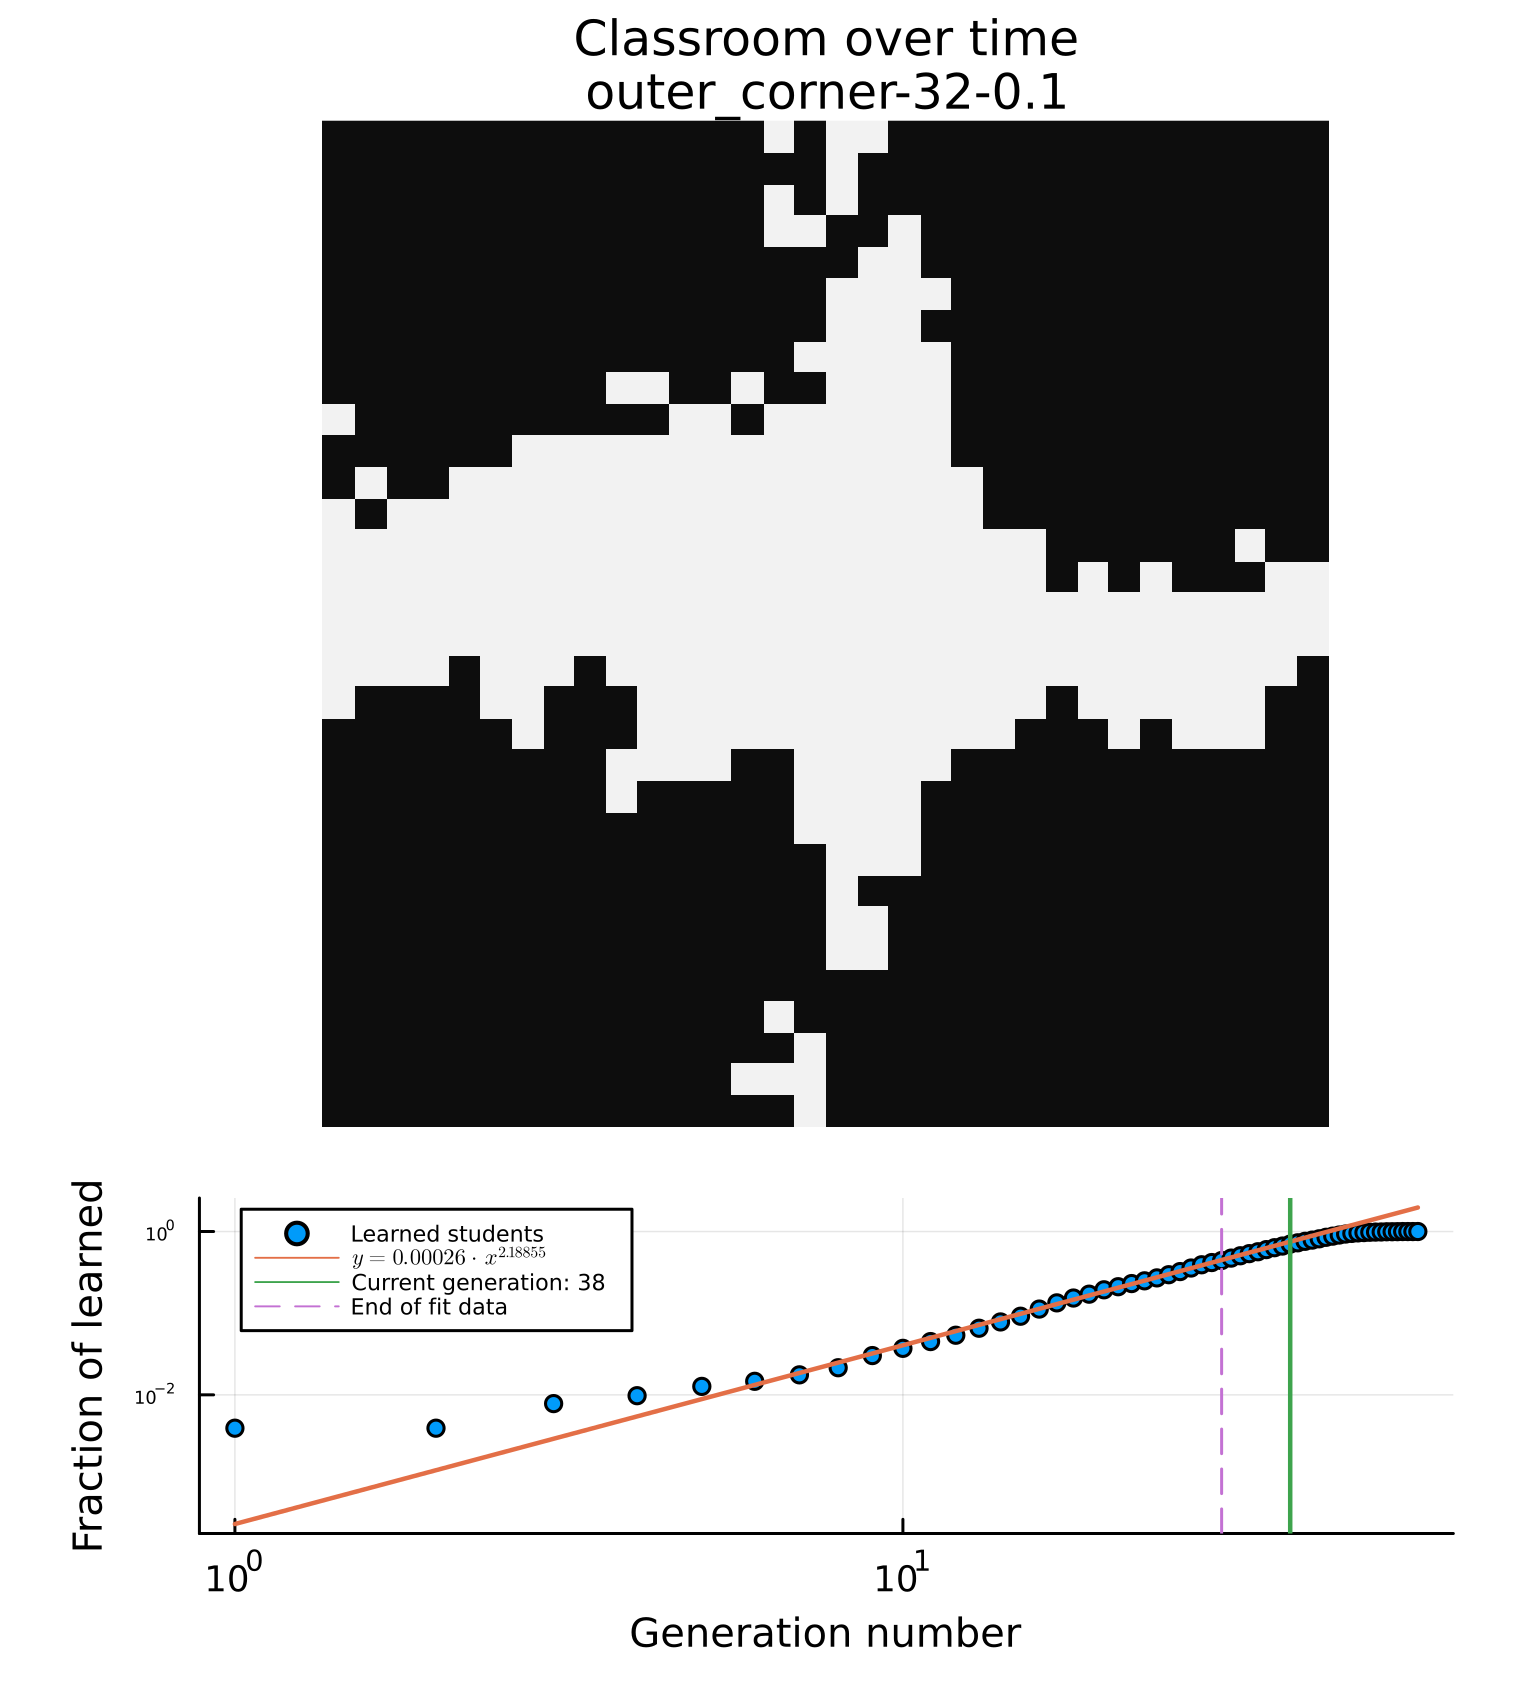 Classroom over time
outer_corner-32-0.1
Fraction of learned
10^0
10^-2
Learned students
y = 0.00026 · x^2.18855
Current generation: 38
End of fit data
10^0
10^1
Generation number